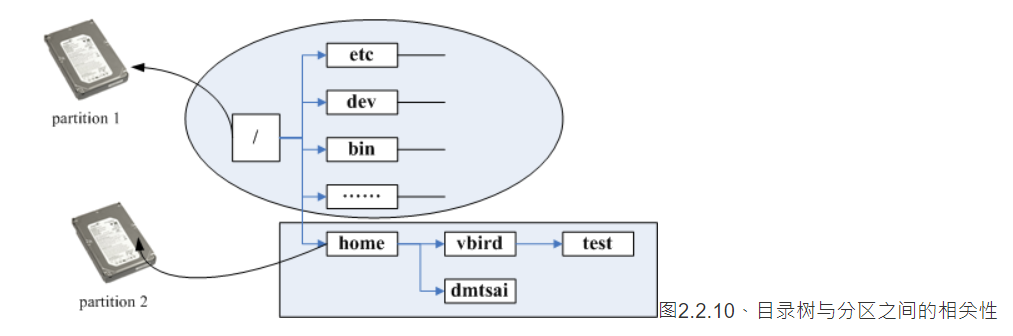 etc
partition 1
dev
/
bin
······
home
vbird
test
dmtsai
partition 2
图2.2.10、目录树与分区之间的相关性